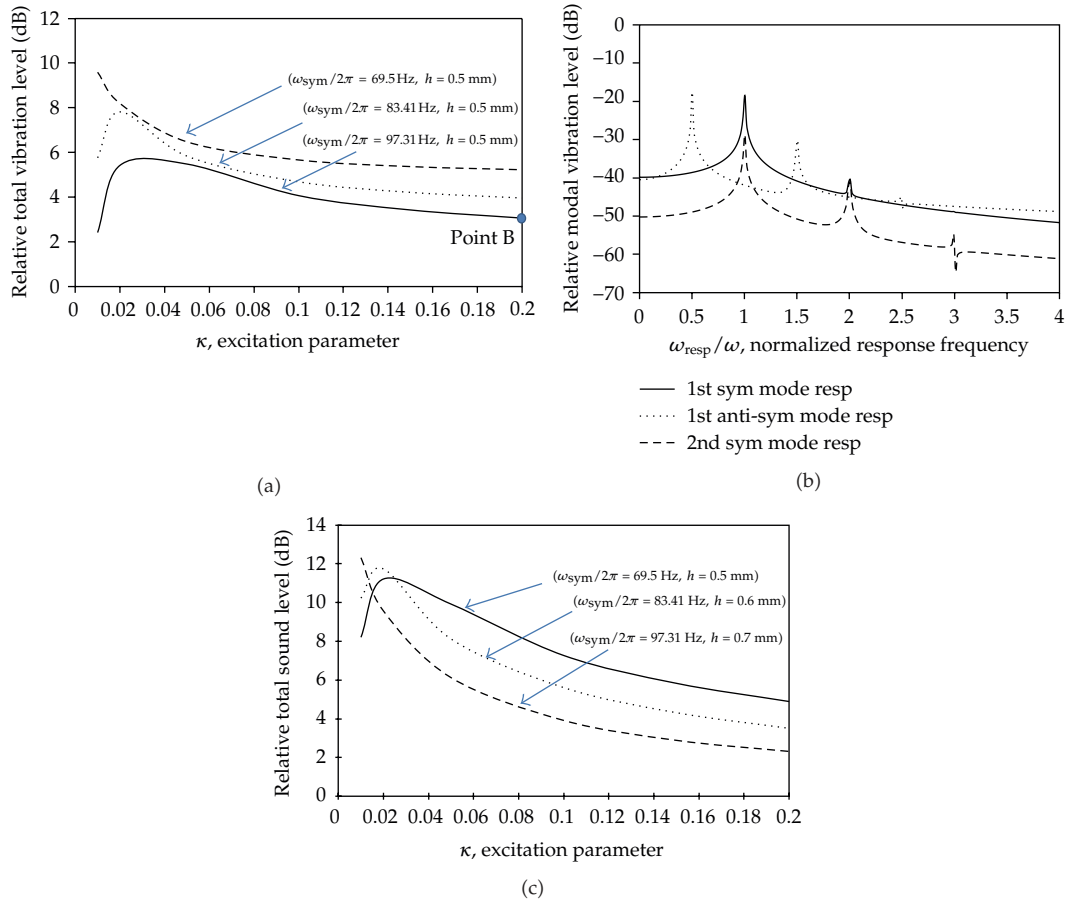 Relative total vibration level (dB)
12
10
8
6
4
2
0
(ωsym/2π = 69.5 Hz, h = 0.5 mm)
(ωsym/2π = 83.41 Hz, h = 0.5 mm)
(ωsym/2π = 97.31 Hz, h = 0.5 mm)
Point B
0 0.02 0.04 0.06 0.08 0.1 0.12 0.14 0.16 0.18 0.2
κ, excitation parameter
(a)
Relative modal vibration level (dB)
0
−10
−20
−30
−40
−50
−60
−70
0 0.5 1 1.5 2 2.5 3 3.5 4
ωresp/ω, normalized response frequency
1st sym mode resp
1st anti-sym mode resp
2nd sym mode resp
(b)
Relative total sound level (dB)
14
12
10
8
6
4
2
0
(ωsym/2π = 69.5 Hz, h = 0.5 mm)
(ωsym/2π = 83.41 Hz, h = 0.6 mm)
(ωsym/2π = 97.31 Hz, h = 0.7 mm)
0 0.02 0.04 0.06 0.08 0.1 0.12 0.14 0.16 0.18 0.2
κ, excitation parameter
(c)